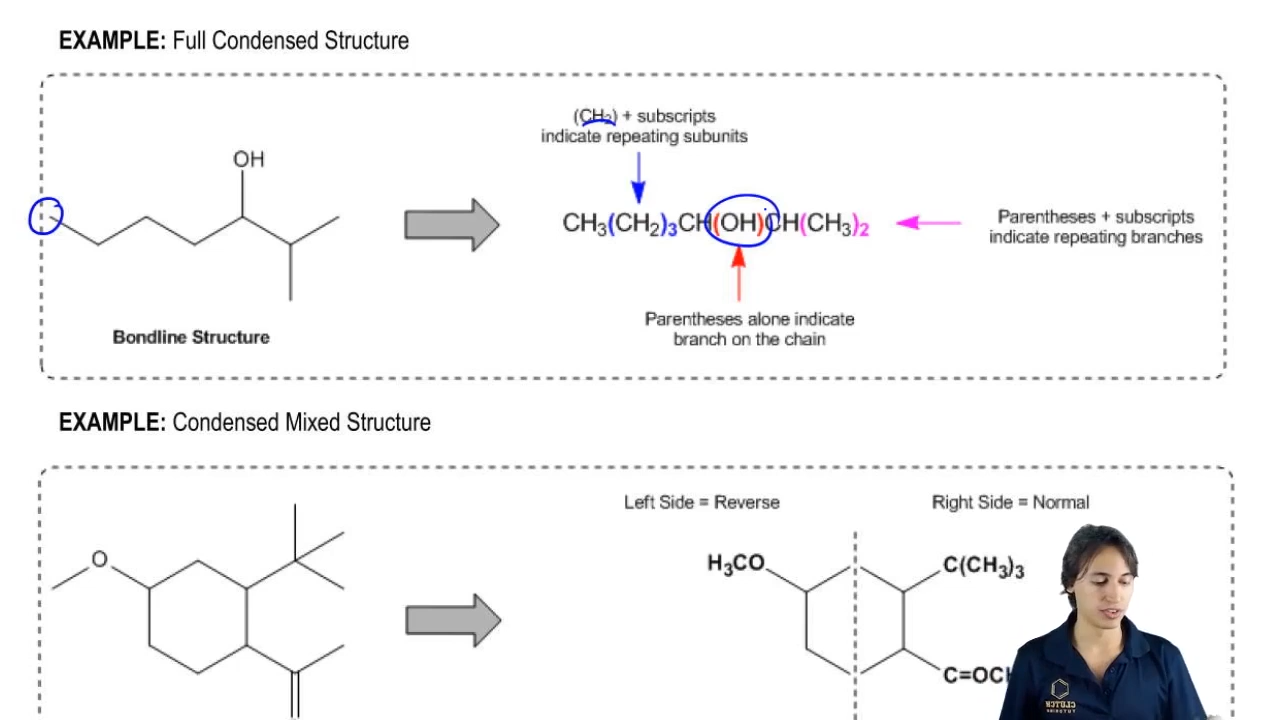 EXAMPLE: Full Condensed Structure
(CH₂) + subscripts
indicate repeating subunits
OH
CH₃(CH₂)₃CH(OH)CH(CH₃)₂
Parentheses + subscripts
indicate repeating branches
Parentheses alone indicate
branch on the chain
Bondline Structure
EXAMPLE: Condensed Mixed Structure
Left Side = Reverse
Right Side = Normal
O
H₃CO
C(CH₃)₃
C=OCH
CLUTCH